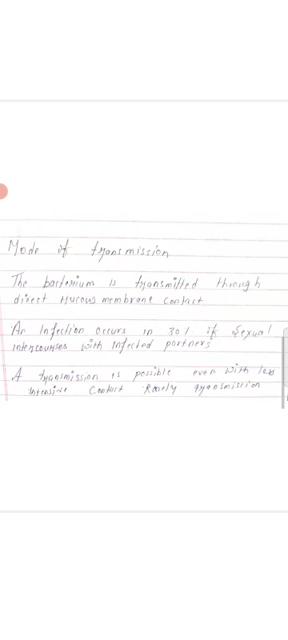 Mode of transmission
The bacterium is transmitted through
direct Mucous membrane contact
An Infection occurs in 30% if sexual
intercourses with infected partners
A transmission is possible even with less
intensive Contact Rarely transmission